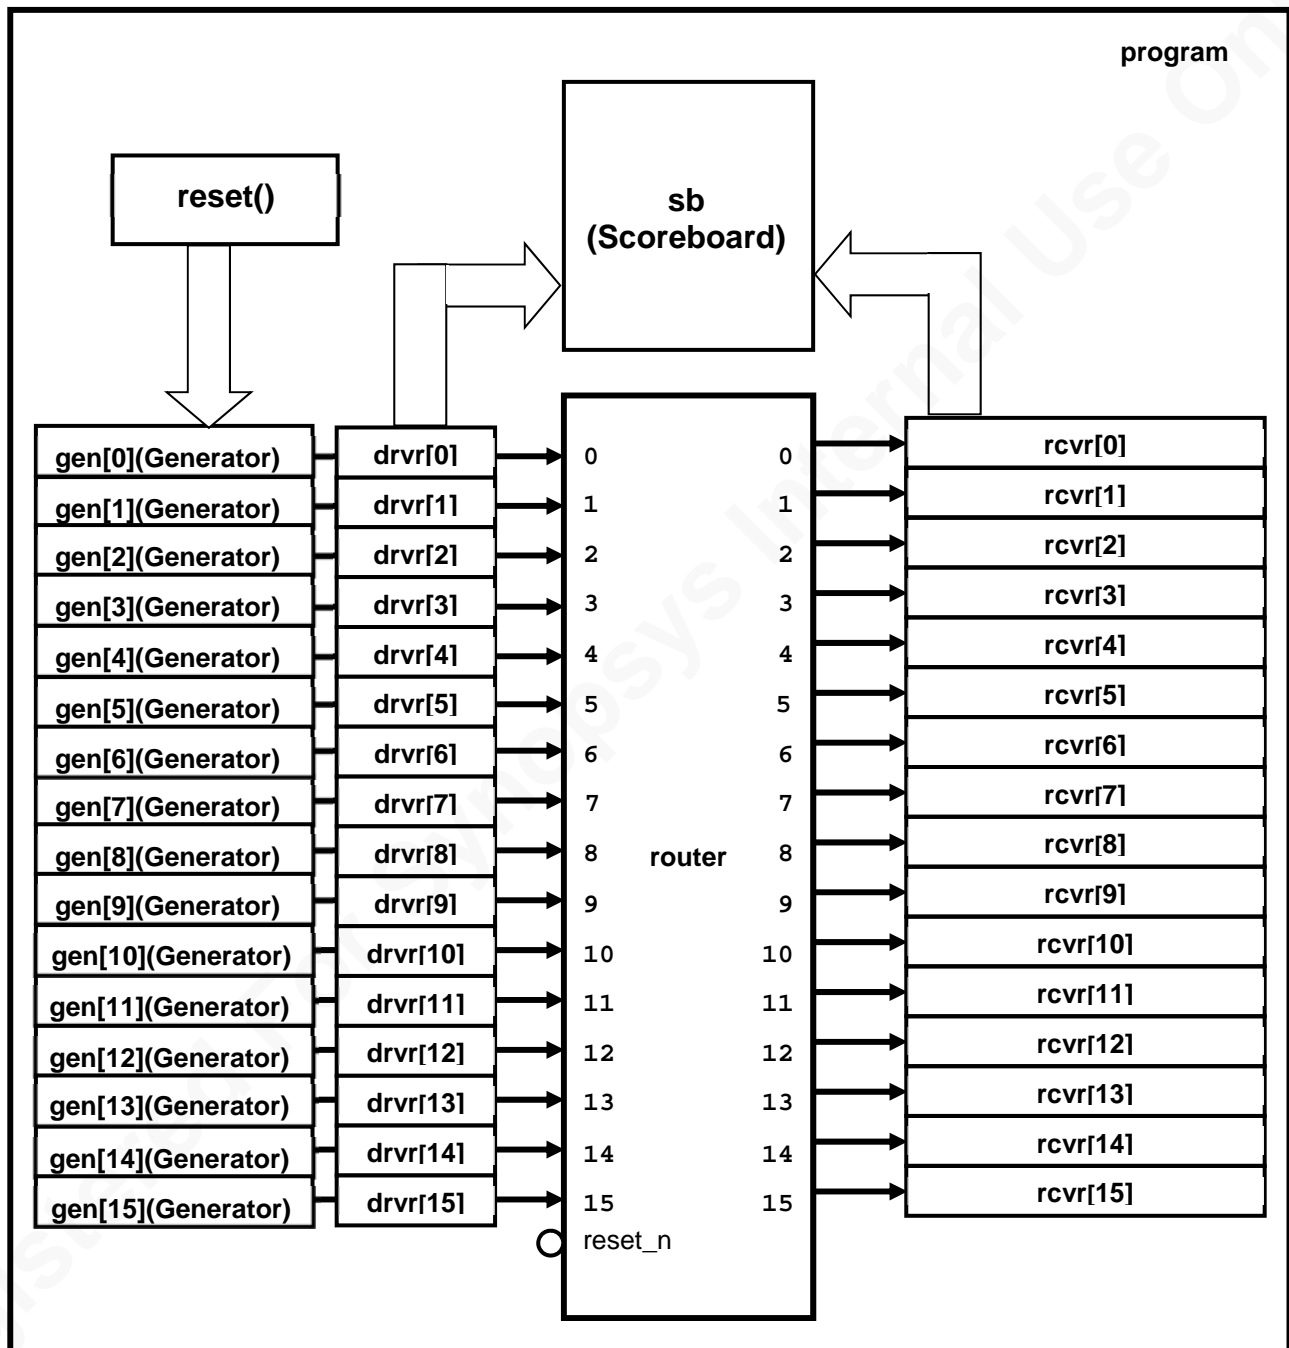 program
reset()
sb
(Scoreboard)
gen[0](Generator) drvr[0] 0 0 rcvr[0]
gen[1](Generator) drvr[1] 1 1 rcvr[1]
gen[2](Generator) drvr[2] 2 2 rcvr[2]
gen[3](Generator) drvr[3] 3 3 rcvr[3]
gen[4](Generator) drvr[4] 4 4 rcvr[4]
gen[5](Generator) drvr[5] 5 5 rcvr[5]
gen[6](Generator) drvr[6] 6 6 rcvr[6]
gen[7](Generator) drvr[7] 7 7 rcvr[7]
gen[8](Generator) drvr[8] 8 router 8 rcvr[8]
gen[9](Generator) drvr[9] 9 9 rcvr[9]
gen[10](Generator) drvr[10] 10 10 rcvr[10]
gen[11](Generator) drvr[11] 11 11 rcvr[11]
gen[12](Generator) drvr[12] 12 12 rcvr[12]
gen[13](Generator) drvr[13] 13 13 rcvr[13]
gen[14](Generator) drvr[14] 14 14 rcvr[14]
gen[15](Generator) drvr[15] 15 15 rcvr[15]
reset_n
Synopsys Internal Use